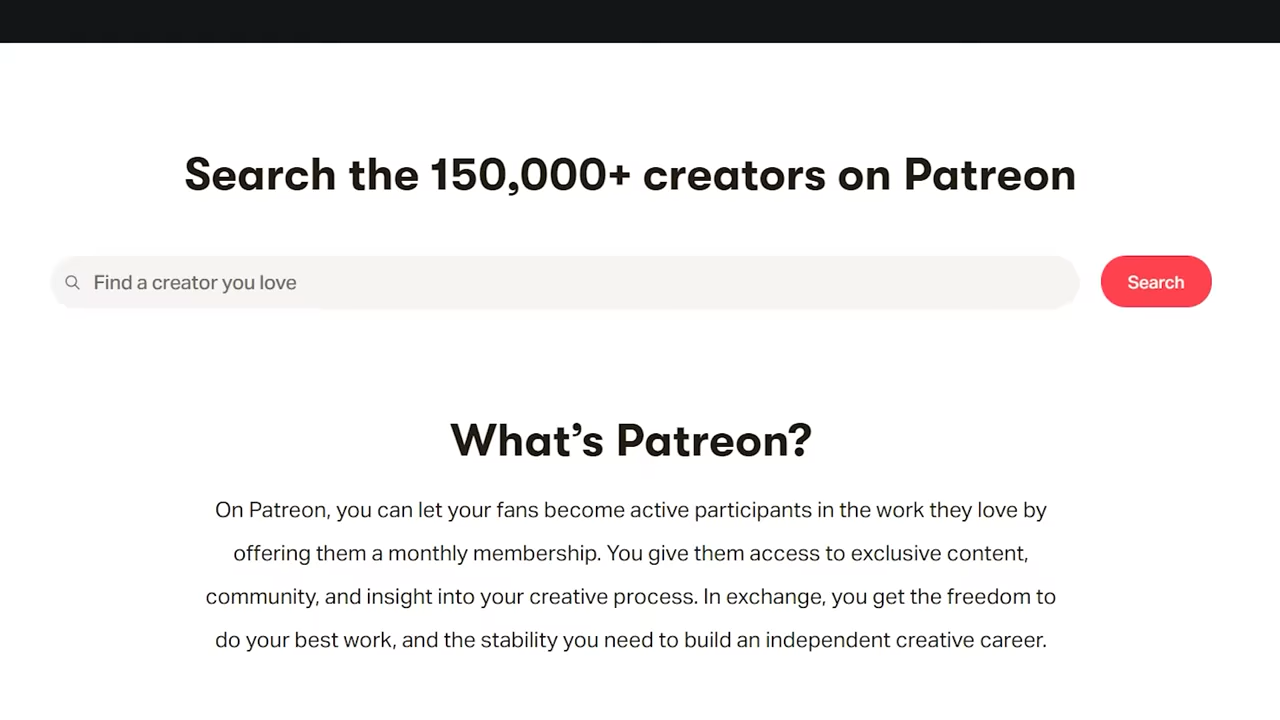 Search the 150,000+ creators on Patreon
Find a creator you love
Search
What’s Patreon?
On Patreon, you can let your fans become active participants in the work they love by
offering them a monthly membership. You give them access to exclusive content,
community, and insight into your creative process. In exchange, you get the freedom to
do your best work, and the stability you need to build an independent creative career.